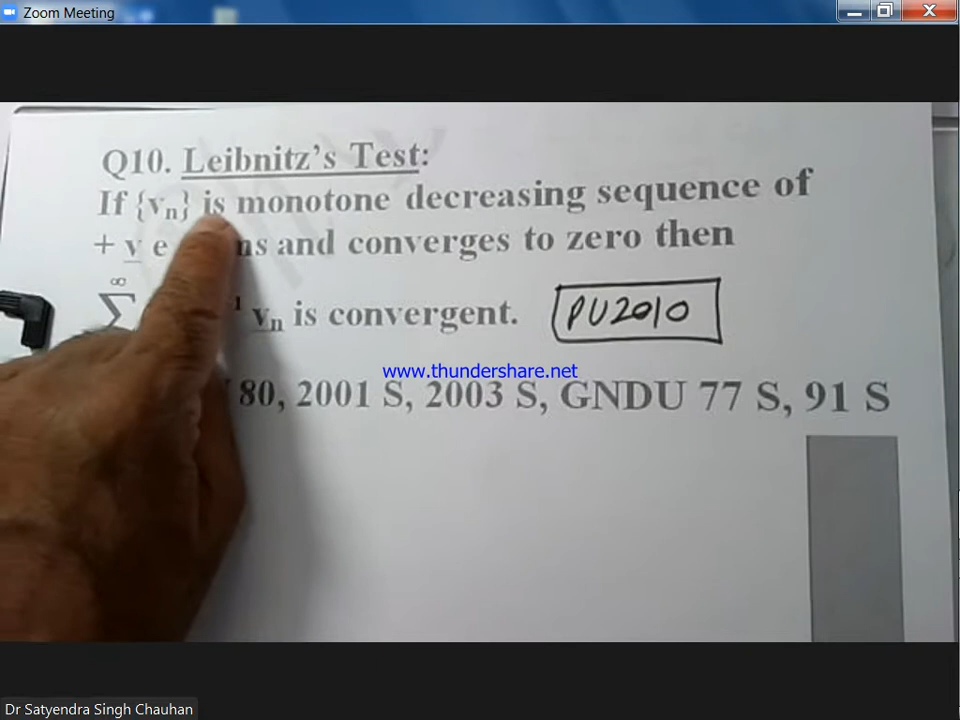 Zoom Meeting
Q10. Leibnitz's Test:
If {vn} is monotone decreasing sequence of
+ v e and converges to zero then
∞
∑ vn is convergent. PU2010
www.thundershare.net
80, 2001 S, 2003 S, GNDU 77 S, 91 S
Dr Satyendra Singh Chauhan